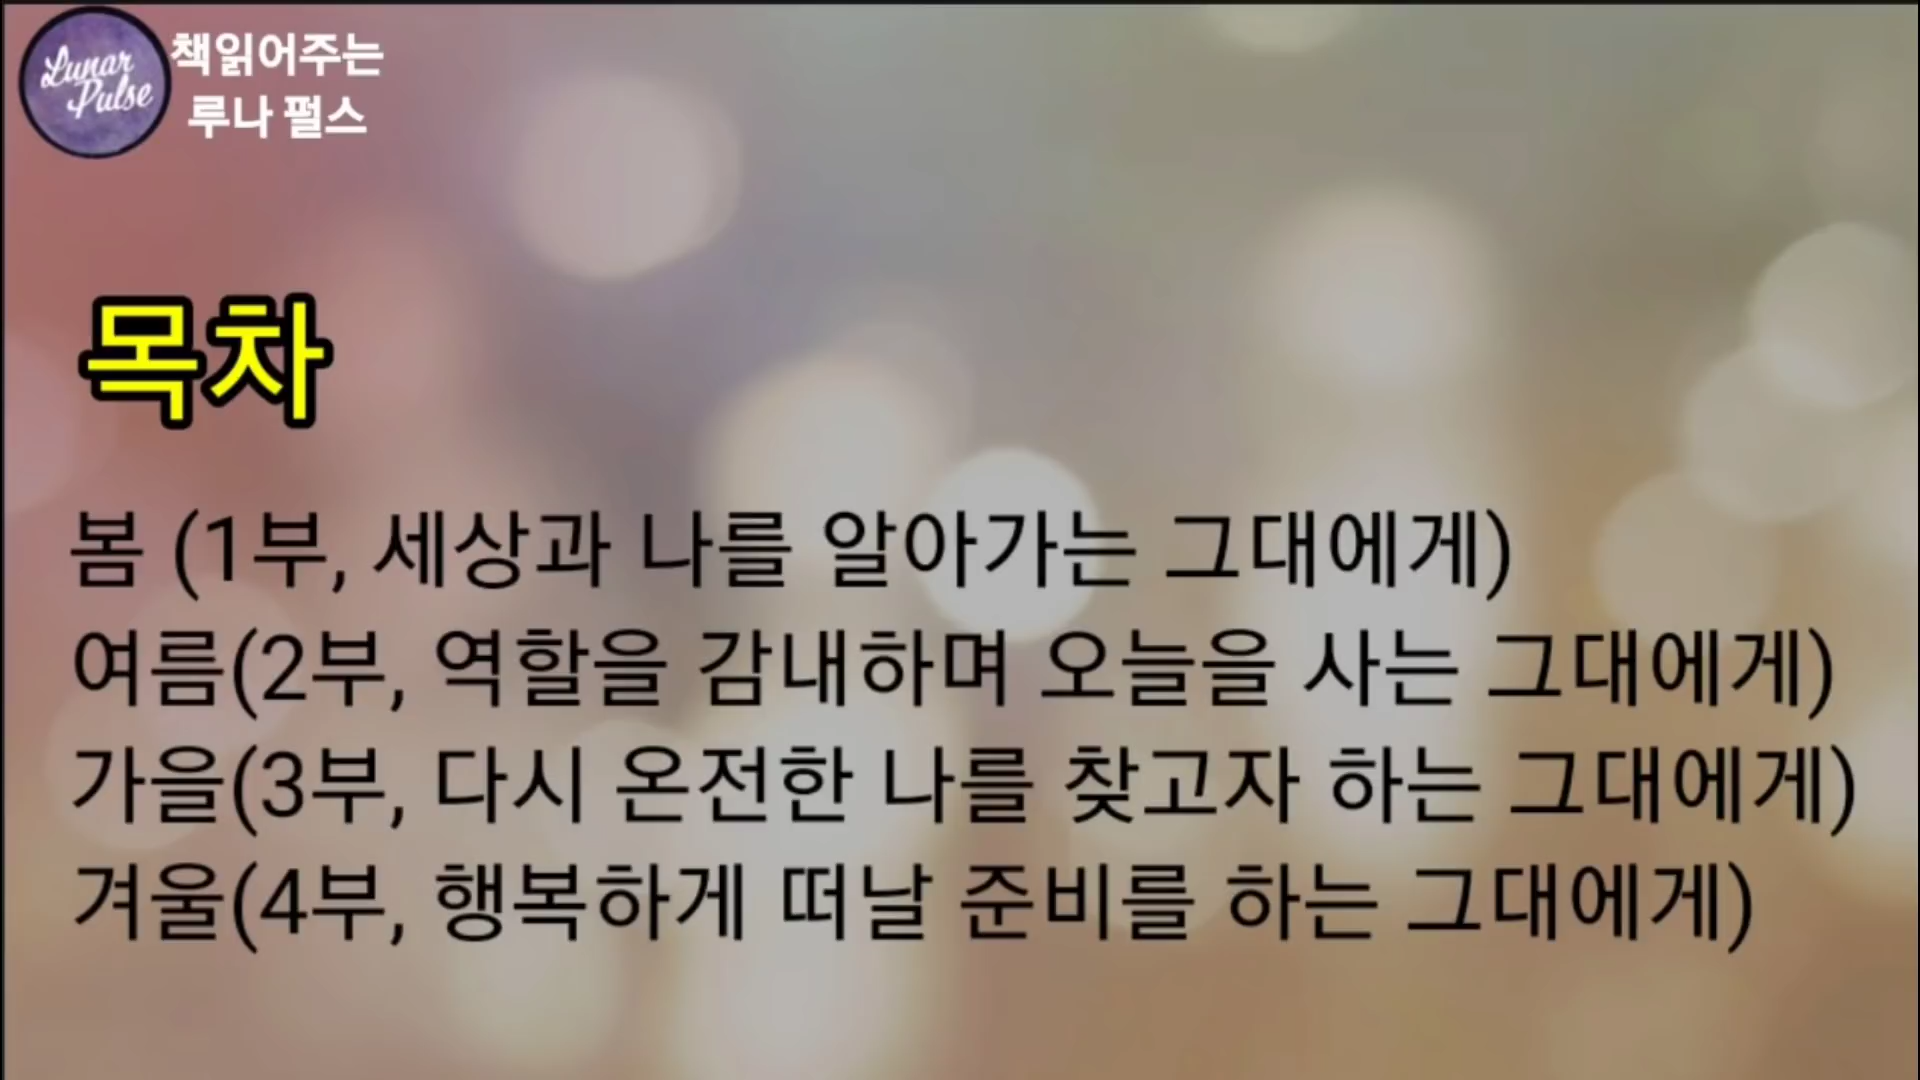 Lunar
Pulse
책읽어주는
루나 펄스
목차
봄 (1부, 세상과 나를 알아가는 그대에게)
여름(2부, 역할을 감내하며 오늘을 사는 그대에게)
가을(3부, 다시 온전한 나를 찾고자 하는 그대에게)
겨울(4부, 행복하게 떠날 준비를 하는 그대에게)